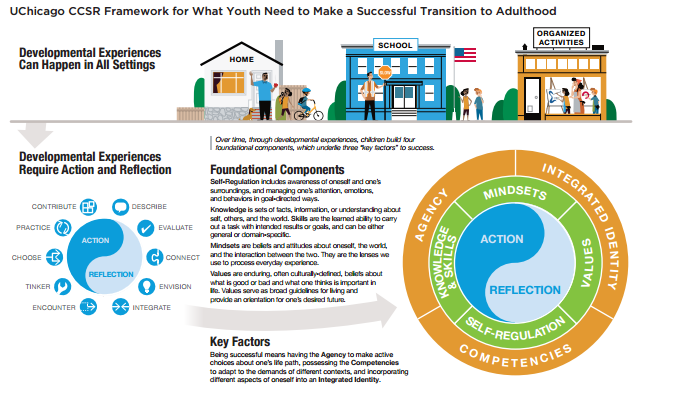 UChicago CCSR Framework for What Youth Need to Make a Successful Transition to Adulthood
Developmental Experiences
Can Happen in All Settings
HOME
SCHOOL
ORGANIZED
ACTIVITIES
Over time, through developmental experiences, children build four
foundational components, which underlie three "key factors" to success.
Developmental Experiences
Require Action and Reflection
CONTRIBUTE
DESCRIBE
PRACTICE
EVALUATE
CHOOSE
CONNECT
TINKER
ENVISION
ENCOUNTER
INTEGRATE
ACTION
REFLECTION
Foundational Components
Self-Regulation includes awareness of oneself and one's
surroundings, and managing one's attention, emotions,
and behaviors in goal-directed ways.
Knowledge is sets of facts, information, or understanding about
self, others, and the world. Skills are the learned ability to carry
out a task with intended results or goals, and can be either
general or domain-specific.
Mindsets are beliefs and attitudes about oneself, the world,
and the interaction between the two. They are the lenses we
use to process everyday experience.
Values are enduring, often culturally-defined, beliefs about
what is good or bad and what one thinks is important in
life. Values serve as broad guidelines for living and
provide an orientation for one's desired future.
Key Factors
Being successful means having the Agency to make active
choices about one's life path, possessing the Competencies
to adapt to the demands of different contexts, and incorporating
different aspects of oneself into an Integrated Identity.
AGENCY
INTEGRATED IDENTITY
COMPETENCIES
MINDSETS
KNOWLEDGE
& SKILLS
VALUES
SELF-REGULATION
ACTION
REFLECTION